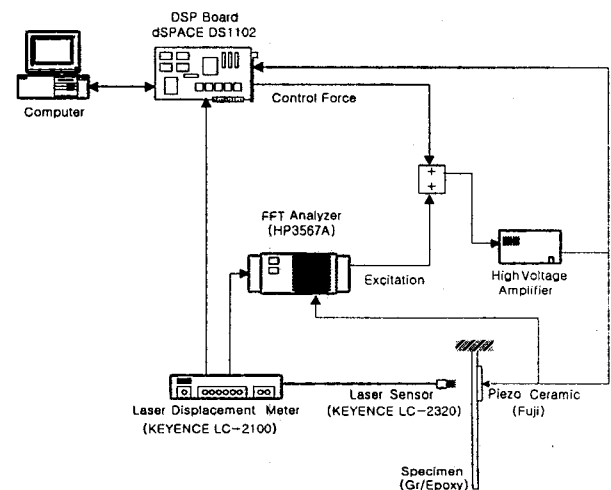 DSP Board
dSPACE DS1102
Computer
Control Force
+
+
FFT Analyzer
(HP3567A)
Excitation
High Voltage
Amplifier
Laser Displacement Meter
(KEYENCE LC-2100)
Laser Sensor
(KEYENCE LC-2320)
Piezo Ceramic
(Fuji)
Specimen
(Gr/Epoxy)